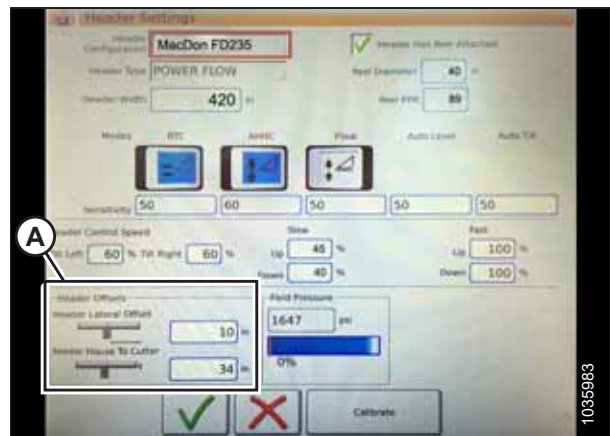 Header Settings
Header Configuration MacDon FD235
Header Has Reel Attached
Header Type POWER FLOW
Reel Diameter 40 in
Header Width 420 in
Reel PPR 89
Modes RTC AHHC Float Auto Level Auto Tilt
Sensitivity 50 60 50 50 50
Header Control Speed
Slow
Fast
Tilt Left 60 % Tilt Right 60 %
Up 45 %
Up 100 %
Down 40 %
Down 100 %
A
Header Offsets
Header Lateral Offset
10 in
Feeder House To Cutter
34 in
Field Pressure
1647 psi
0%
Calibrate
1035983